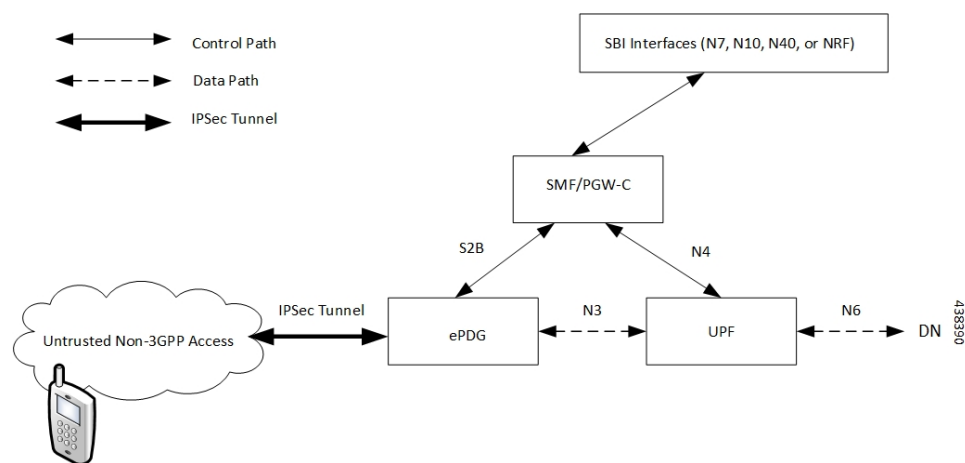 SBI Interfaces (N7, N10, N40, or NRF)
Control Path
Data Path
IPSec Tunnel
SMF/PGW-C
S2B
N4
IPSec Tunnel
N3
N6
Untrusted Non-3GPP Access
ePDG
UPF
DN
438390